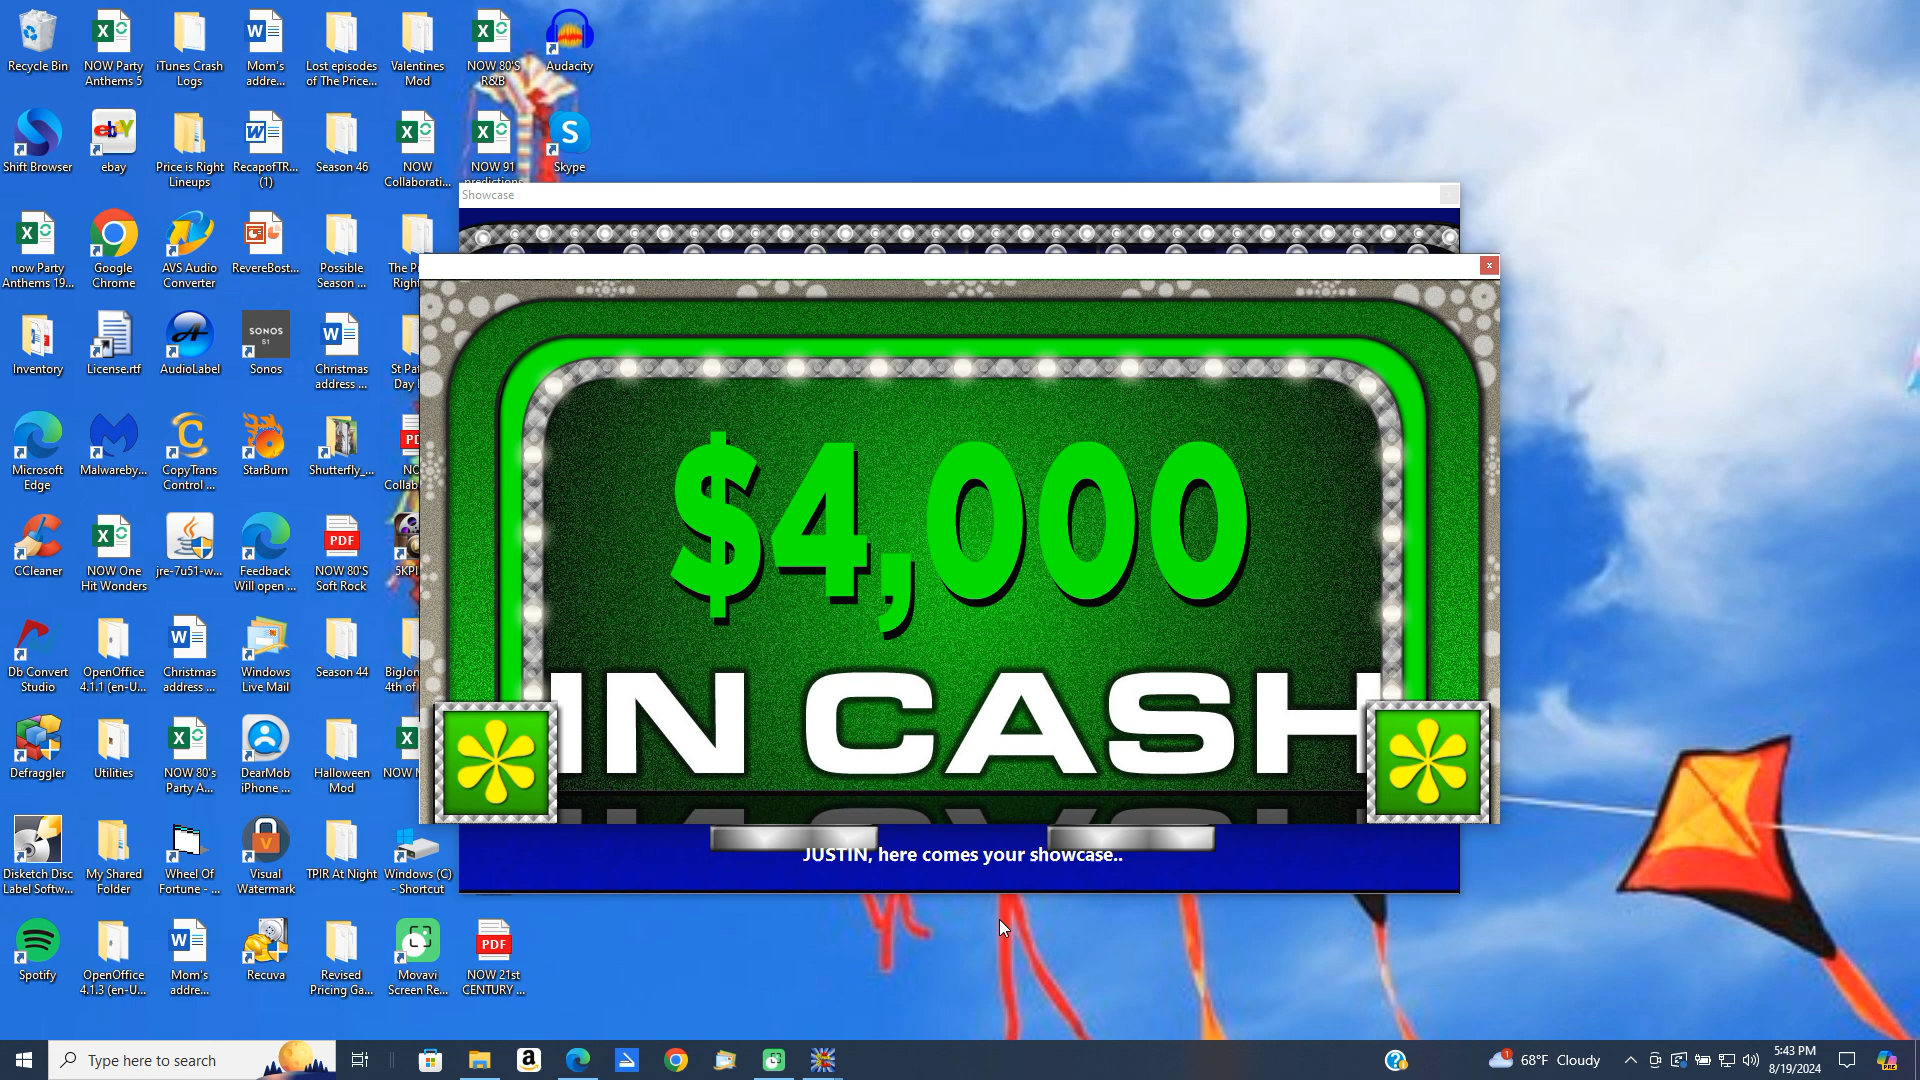 Recycle Bin
NOW Party
Anthems 5
iTunes Crash
Logs
Mom's
addre...
Lost episodes
of The Price...
Valentines
Mod
NOW 80'S
R&B
Audacity
Shift Browser
ebay
Price is Right
Lineups
RecapofTR...
(1)
Season 46
NOW
Collaborati...
NOW 91
predictions
Skype
now Party
Anthems 19...
Google
Chrome
AVS Audio
Converter
RevereBost...
Possible
Season ...
Inventory
License.rtf
AudioLabel
SONOS
S1
Sonos
Christmas
address ...
Microsoft
Edge
Malwareby...
CopyTrans
Control ...
StarBurn
Shutterfly_...
CCleaner
NOW One
Hit Wonders
jre-7u51-w...
Feedback
Will open ...
PDF
NOW 80'S
Soft Rock
Db Convert
Studio
OpenOffice
4.1.1 (en-U...
Christmas
address ...
Windows
Live Mail
Season 44
Defraggler
Utilities
NOW 80's
Party A...
DearMob
iPhone ...
Halloween
Mod
Disketch Disc
Label Softw...
My Shared
Folder
Wheel Of
Fortune - ...
Visual
Watermark
TPIR At Night
Windows (C)
- Shortcut
Spotify
OpenOffice
4.1.3 (en-U...
Mom's
addre...
Recuva
Revised
Pricing Ga...
Movavi
Screen Re...
PDF
NOW 21st
CENTURY ...
Showcase
$4,000
IN CASH
JUSTIN, here comes your showcase..
Type here to search
68°F Cloudy
5:43 PM
8/19/2024